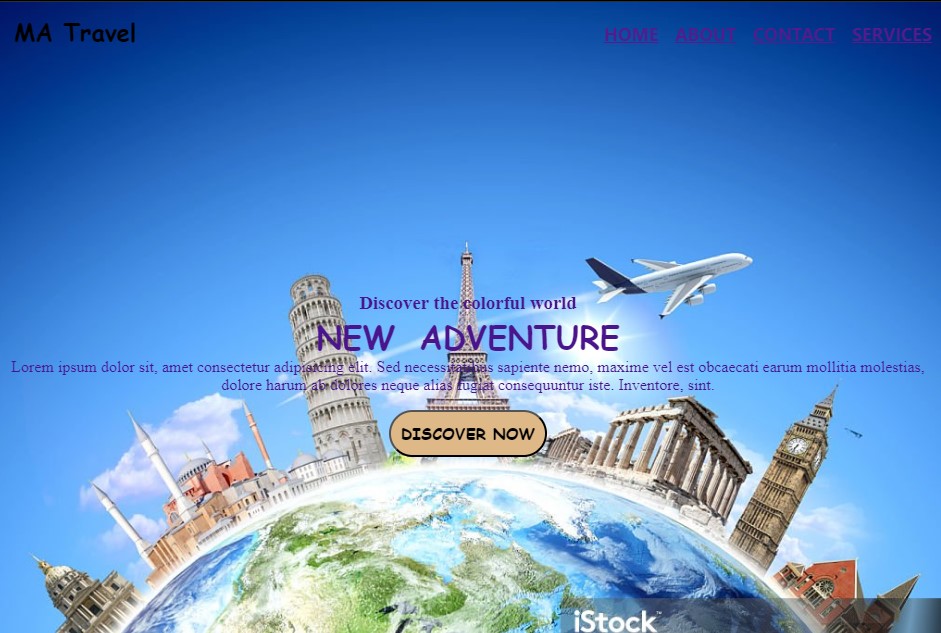 MA Travel
HOME ABOUT CONTACT SERVICES
Discover the colorful world
NEW ADVENTURE
Lorem ipsum dolor sit, amet consectetur adipisicing elit. Sed necessitatibus sapiente nemo, maxime vel est obcaecati earum mollitia molestias,
dolore harum ab dolores neque alias fugiat consequuntur iste. Inventore, sint.
DISCOVER NOW
iStock™